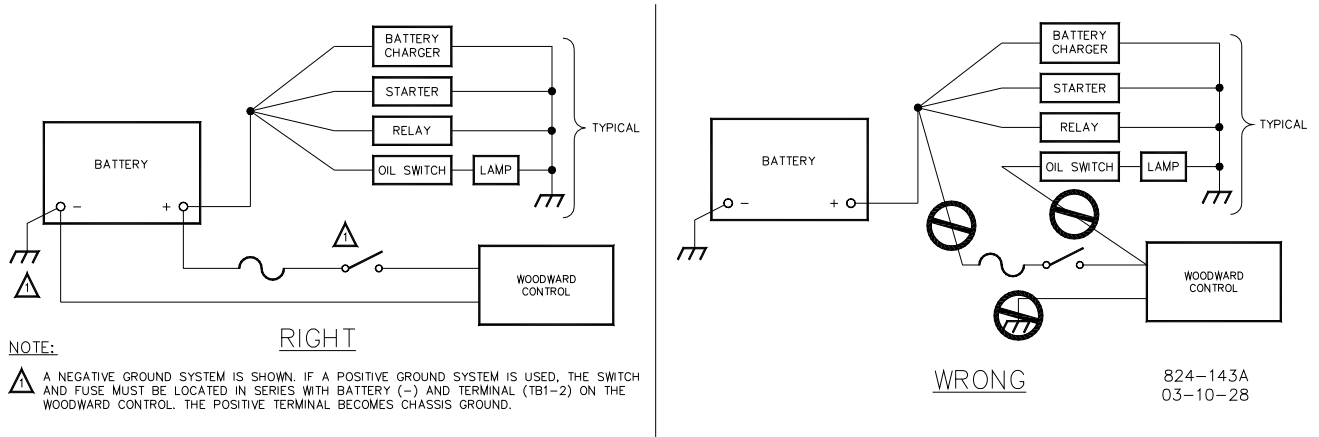 BATTERY
CHARGER
STARTER
RELAY
OIL SWITCH
LAMP
TYPICAL
BATTERY
-
+
1
1
WOODWARD
CONTROL
RIGHT
NOTE:
1 A NEGATIVE GROUND SYSTEM IS SHOWN. IF A POSITIVE GROUND SYSTEM IS USED, THE SWITCH
AND FUSE MUST BE LOCATED IN SERIES WITH BATTERY (-) AND TERMINAL (TB1-2) ON THE
WOODWARD CONTROL. THE POSITIVE TERMINAL BECOMES CHASSIS GROUND.
BATTERY
CHARGER
STARTER
RELAY
OIL SWITCH
LAMP
TYPICAL
BATTERY
-
+
WOODWARD
CONTROL
WRONG
824-143A
03-10-28